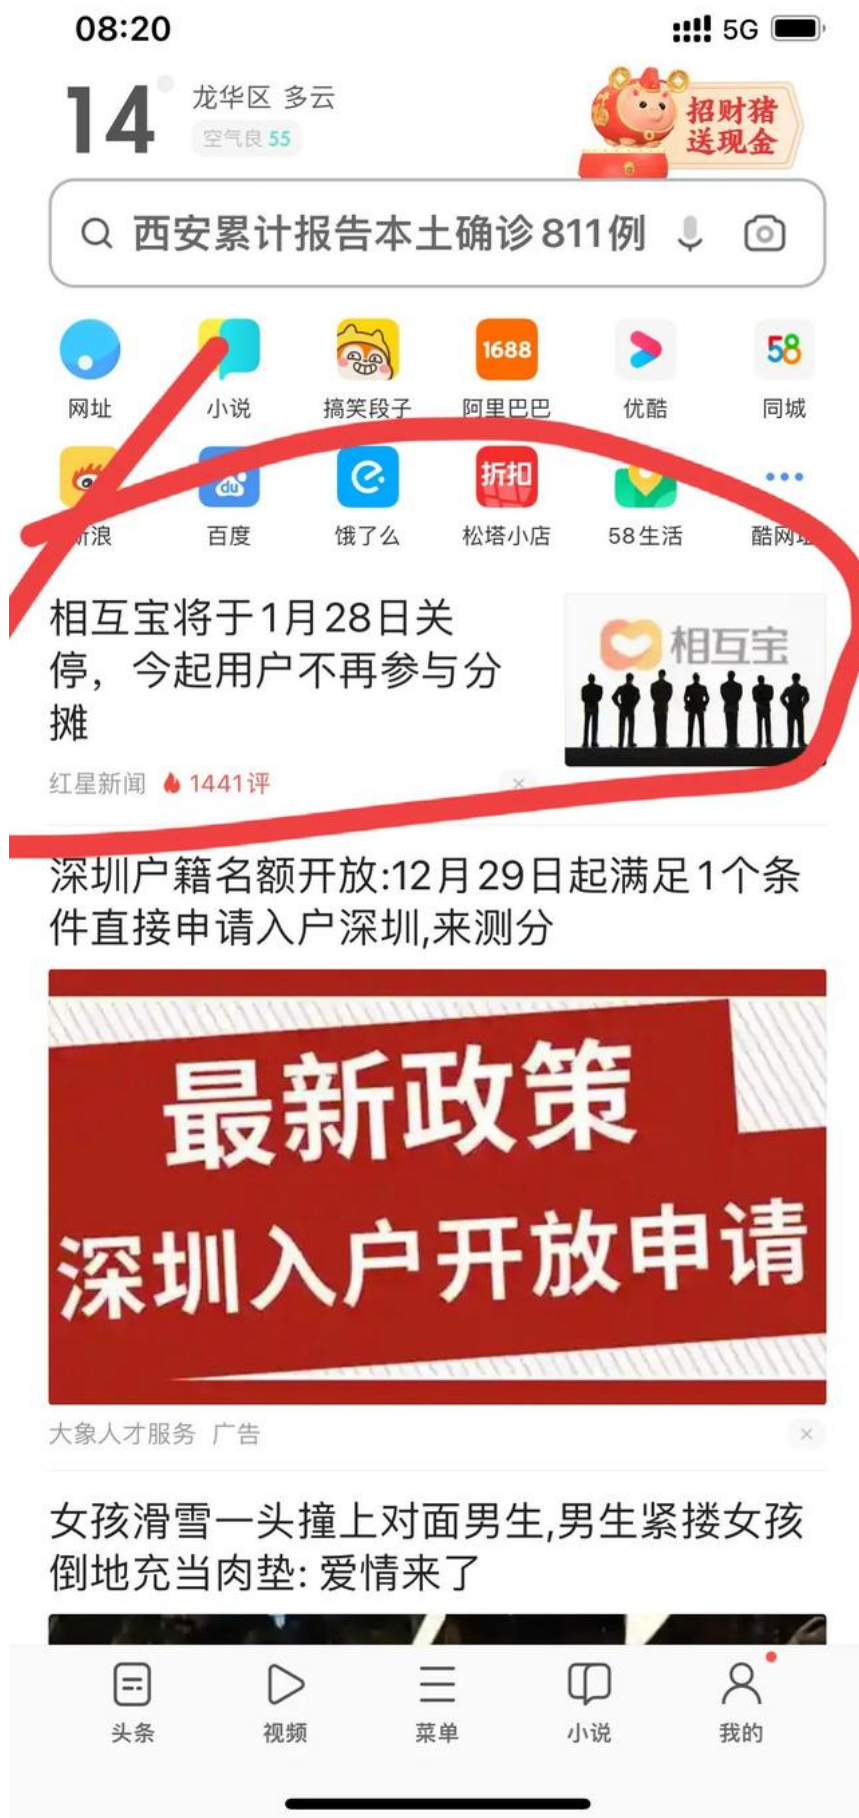 08:20
5G
14°
龙华区 多云
空气良 55
招财猪
送现金
西安累计报告本土确诊811例
1688
58
网址 小说 搞笑段子 阿里巴巴 优酷 同城
du
折扣
新浪 百度 饿了么 松塔小店 58生活 酷网址
相互宝将于1月28日关
停，今起用户不再参与分
摊
相互宝
红星新闻 1441评
深圳户籍名额开放:12月29日起满足1个条
件直接申请入户深圳,来测分
最新政策
深圳入户开放申请
大象人才服务 广告
女孩滑雪一头撞上对面男生,男生紧搂女孩
倒地充当肉垫: 爱情来了
头条 视频 菜单 小说 我的